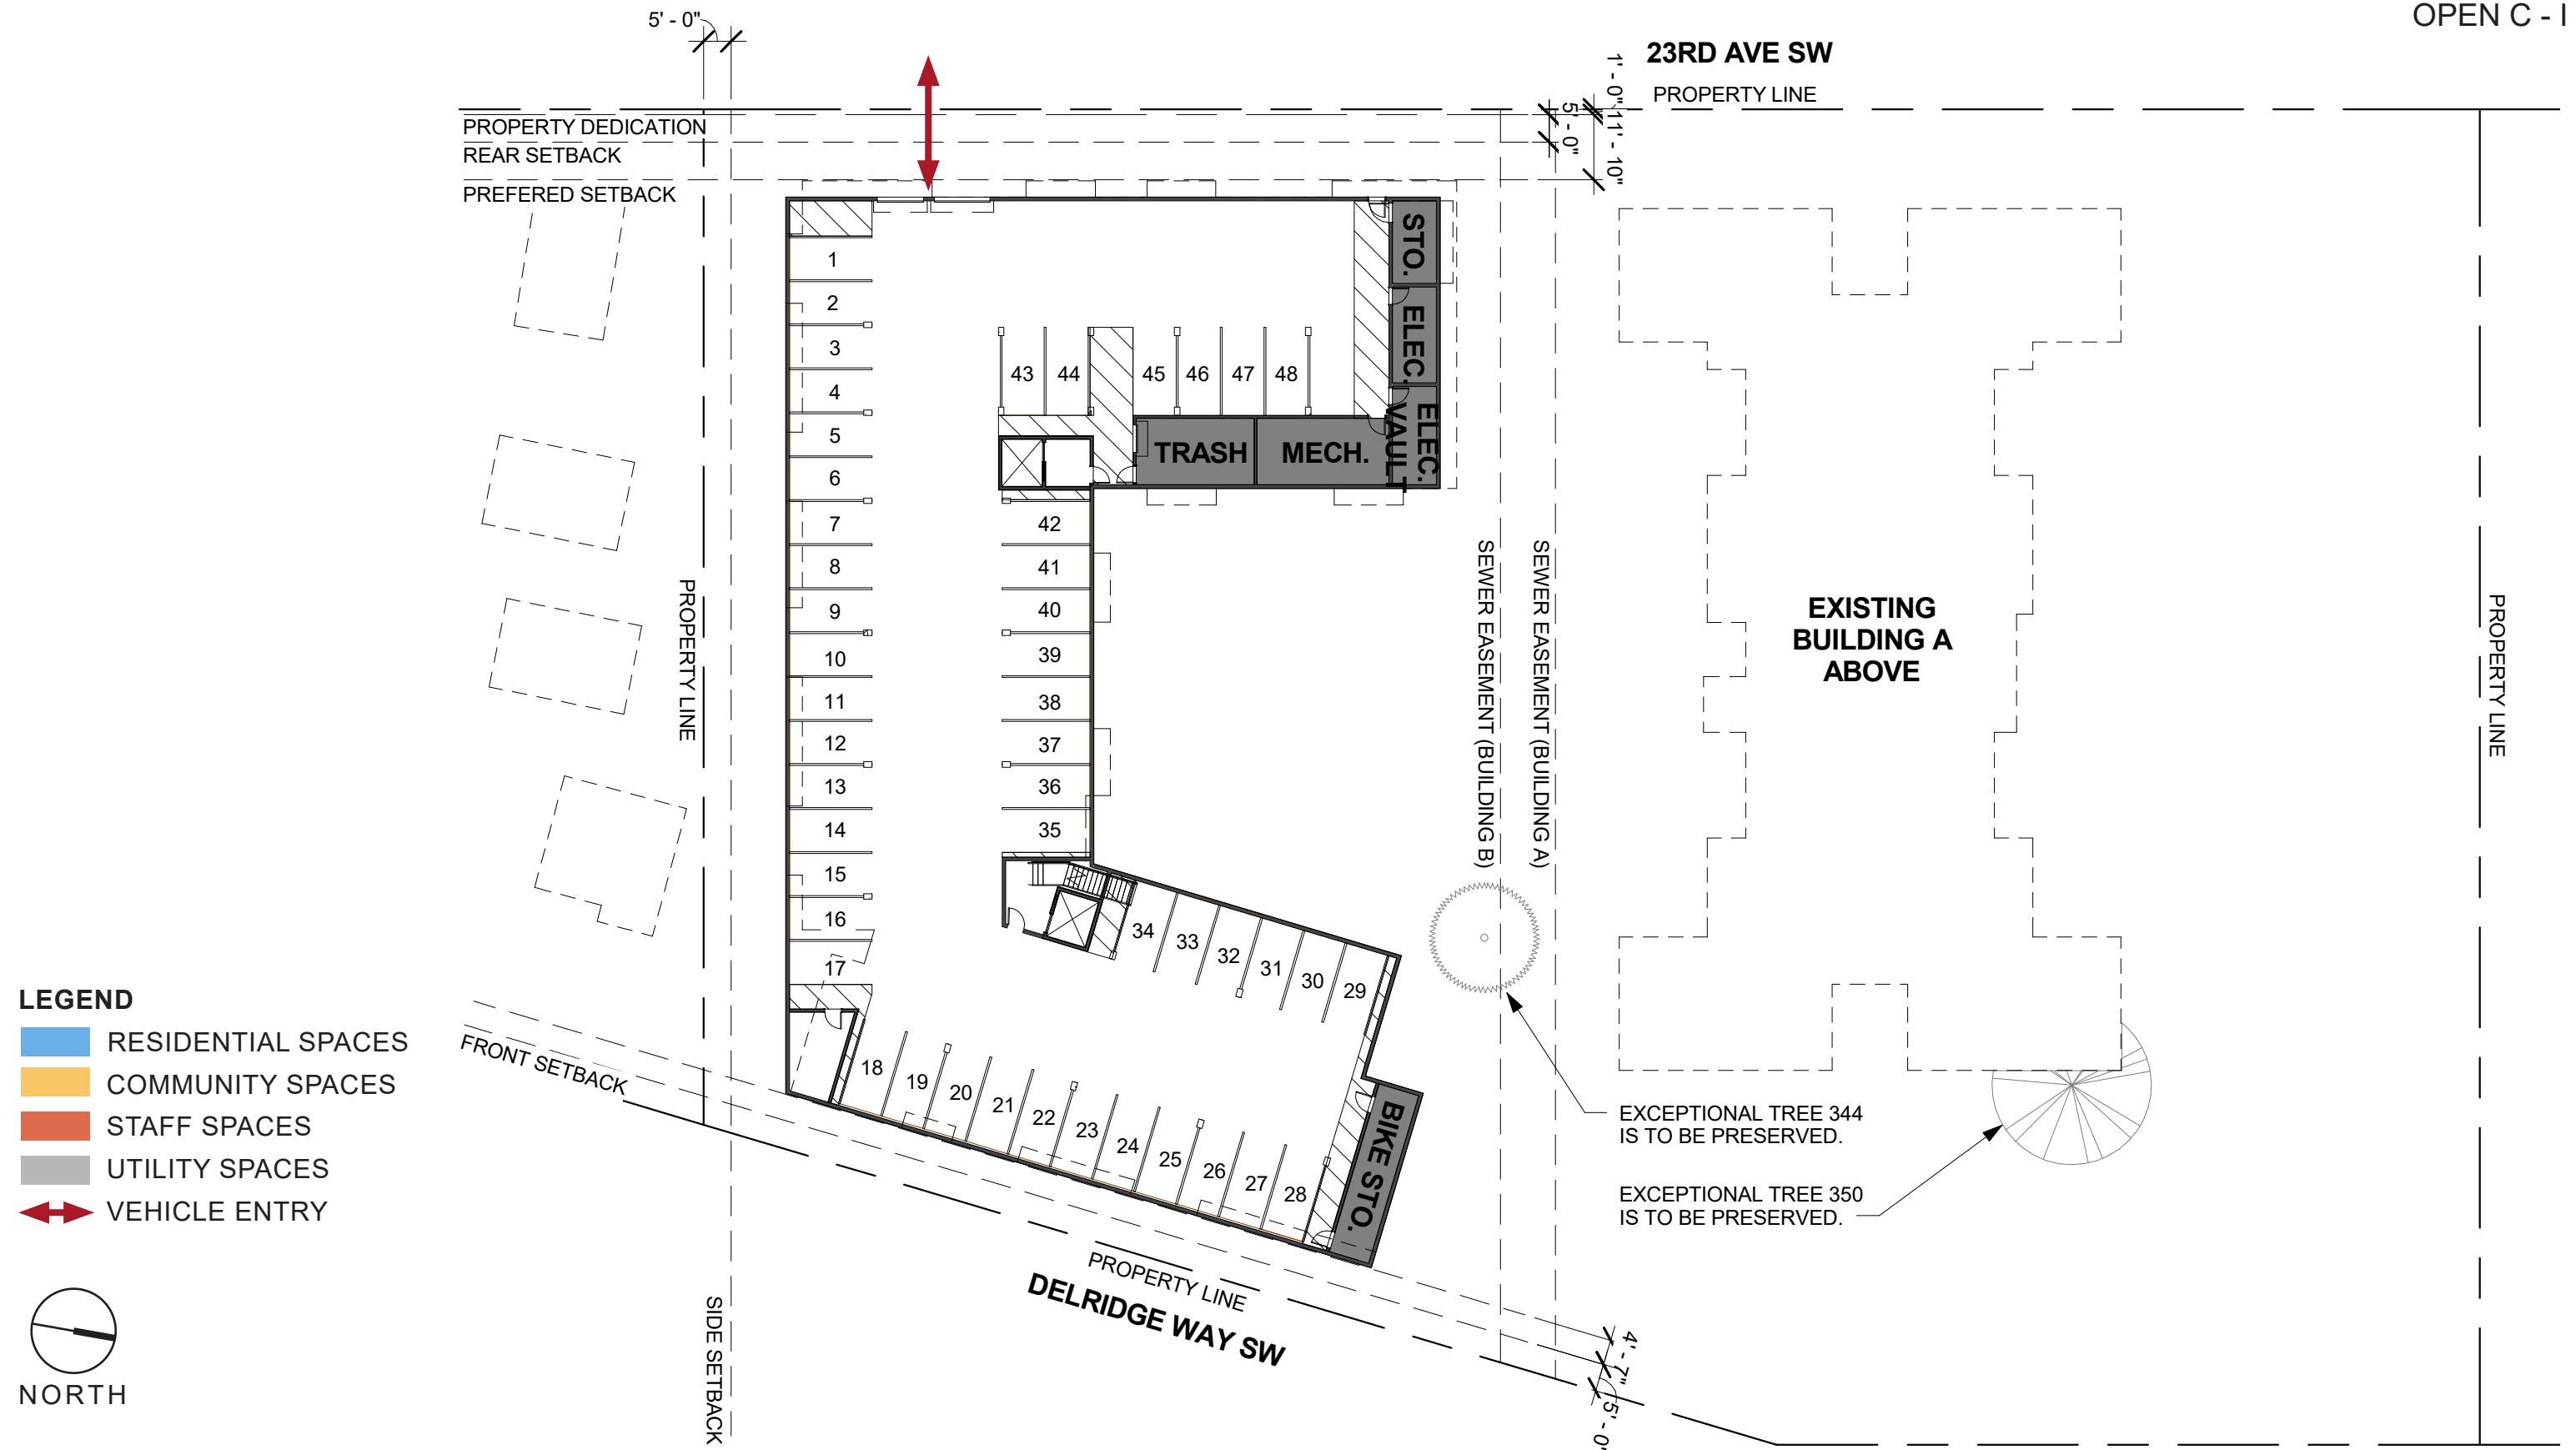 OPEN C - I
5' - 0"
23RD AVE SW
PROPERTY LINE
1' - 0"
5' - 0"
11' - 10"
PROPERTY DEDICATION
REAR SETBACK
PREFERED SETBACK
1
2
3
4
5
6
7
8
9
10
11
12
13
14
15
16
17
43
44
45
46
47
48
STO.
ELEC.
ELEC.
VAULT
TRASH
MECH.
42
41
40
39
38
37
36
35
34
33
32
31
30
29
18
19
20
21
22
23
24
25
26
27
28
BIKE STO.
PROPERTY LINE
SEWER EASEMENT (BUILDING B)
SEWER EASEMENT (BUILDING A)
EXISTING
BUILDING A
ABOVE
PROPERTY LINE
FRONT SETBACK
SIDE SETBACK
PROPERTY LINE
DELRIDGE WAY SW
4' - 7"
5' - 0"
EXCEPTIONAL TREE 344
IS TO BE PRESERVED.
EXCEPTIONAL TREE 350
IS TO BE PRESERVED.
LEGEND
RESIDENTIAL SPACES
COMMUNITY SPACES
STAFF SPACES
UTILITY SPACES
VEHICLE ENTRY
NORTH